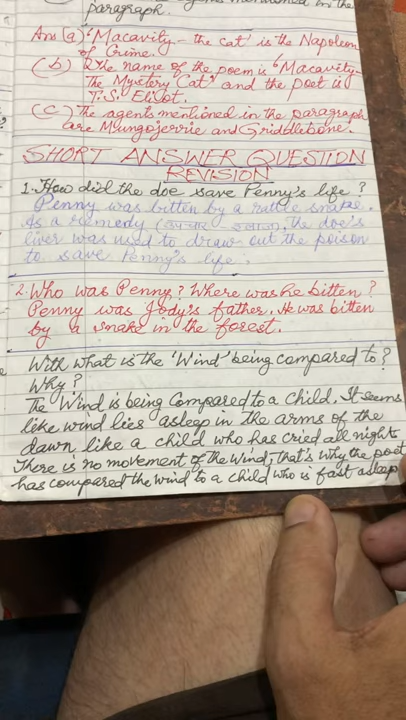 paragraph.
Ans (a) 'Macavity - the cat' is the Napoleon
of Crime.
(b) The name of the poem is 'Macavity-
The Mystery Cat' and the poet is
T.S. Eliot.
(c) The agents mentioned in the paragraph
are Mungojerrie and Griddlebone.
SHORT ANSWER QUESTION
REVISION
1. How did the doe save Penny's life?
Penny was bitten by a rattle snake.
As a remedy (उपचार, इलाज), the doe's
liver was used to draw out the poison
to save Penny's life.
2. Who was Penny? Where was he bitten?
Penny was Jody's father. He was bitten
by a snake in the forest.
With what is the 'Wind' being compared to?
Why?
The Wind is being Compared to a child. It seems
like wind lies asleep in the arms of the
dawn like a child who has cried all night.
There is no movement of the wind, that's why the poet
has compared the wind to a child who is fast asleep